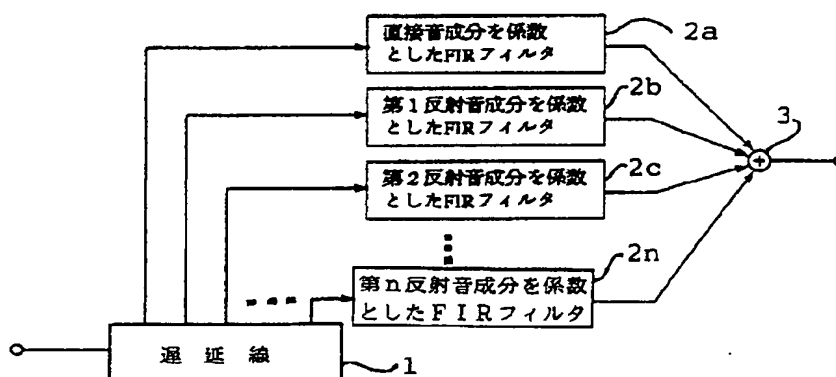 直接音成分を係数
としたFIRフィルタ
2a
第1反射音成分を係数
としたFIRフィルタ
2b
3
第2反射音成分を係数
としたFIRフィルタ
2c
第n反射音成分を係数
としたFIRフィルタ
2n
遅延線
1